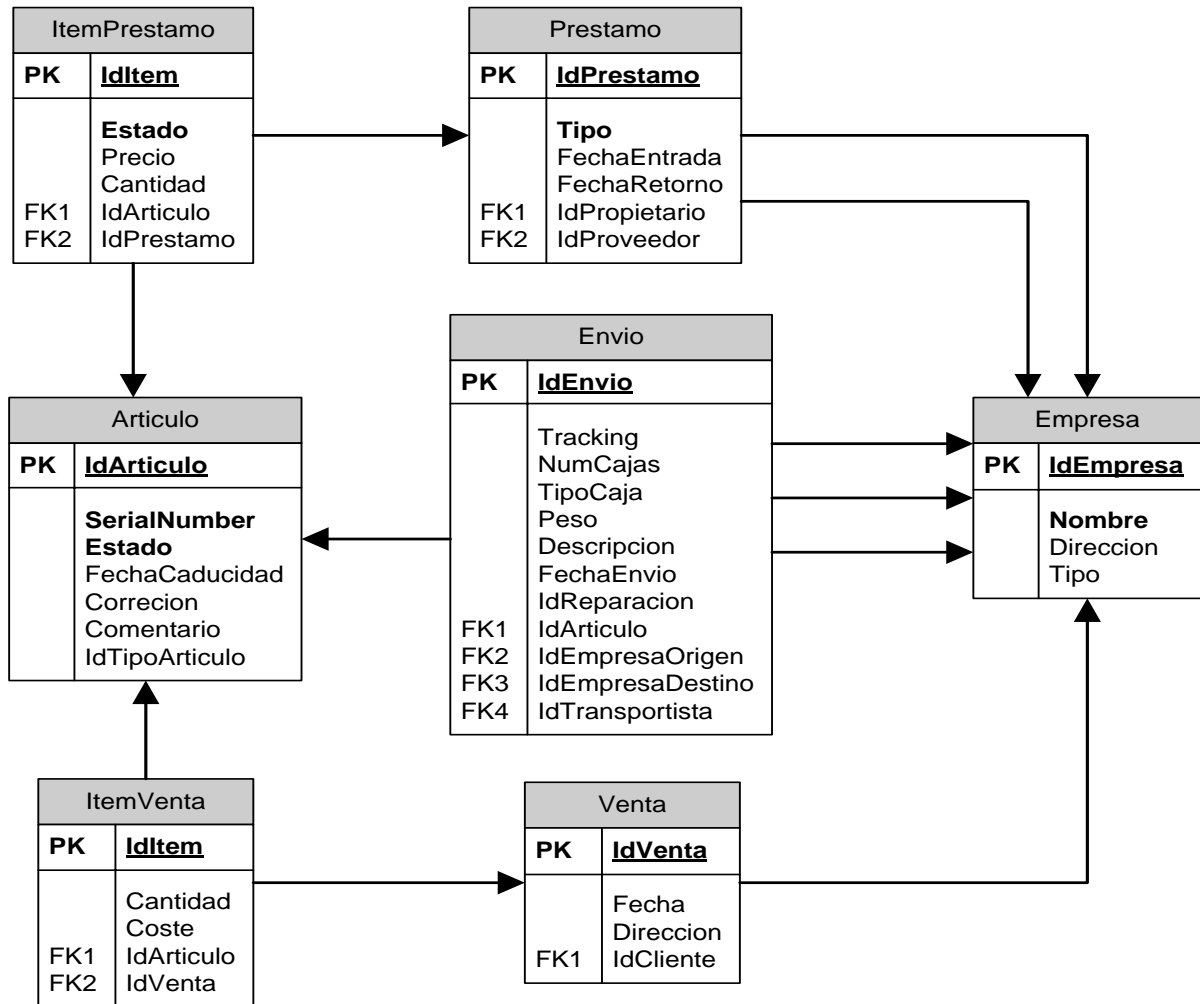 ItemPrestamo
PK IdItem
Estado
Precio
Cantidad
FK1 IdArticulo
FK2 IdPrestamo
Prestamo
PK IdPrestamo
Tipo
FechaEntrada
FechaRetorno
FK1 IdPropietario
FK2 IdProveedor
Articulo
PK IdArticulo
SerialNumber
Estado
FechaCaducidad
Correcion
Comentario
IdTipoArticulo
Envio
PK IdEnvio
Tracking
NumCajas
TipoCaja
Peso
Descripcion
FechaEnvio
IdReparacion
FK1 IdArticulo
FK2 IdEmpresaOrigen
FK3 IdEmpresaDestino
FK4 IdTransportista
Empresa
PK IdEmpresa
Nombre
Direccion
Tipo
ItemVenta
PK IdItem
Cantidad
Coste
FK1 IdArticulo
FK2 IdVenta
Venta
PK IdVenta
Fecha
Direccion
FK1 IdCliente